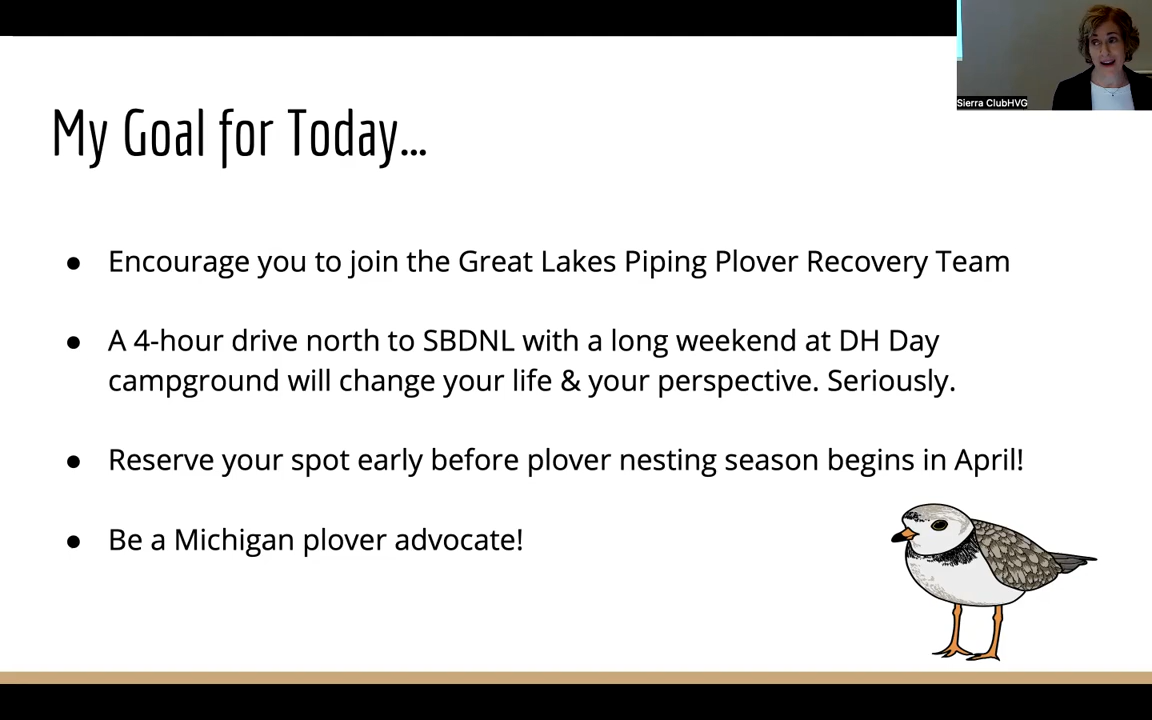 Sierra ClubHVG
My Goal for Today...
● Encourage you to join the Great Lakes Piping Plover Recovery Team
● A 4-hour drive north to SBDNL with a long weekend at DH Day
campground will change your life & your perspective. Seriously.
● Reserve your spot early before plover nesting season begins in April!
● Be a Michigan plover advocate!